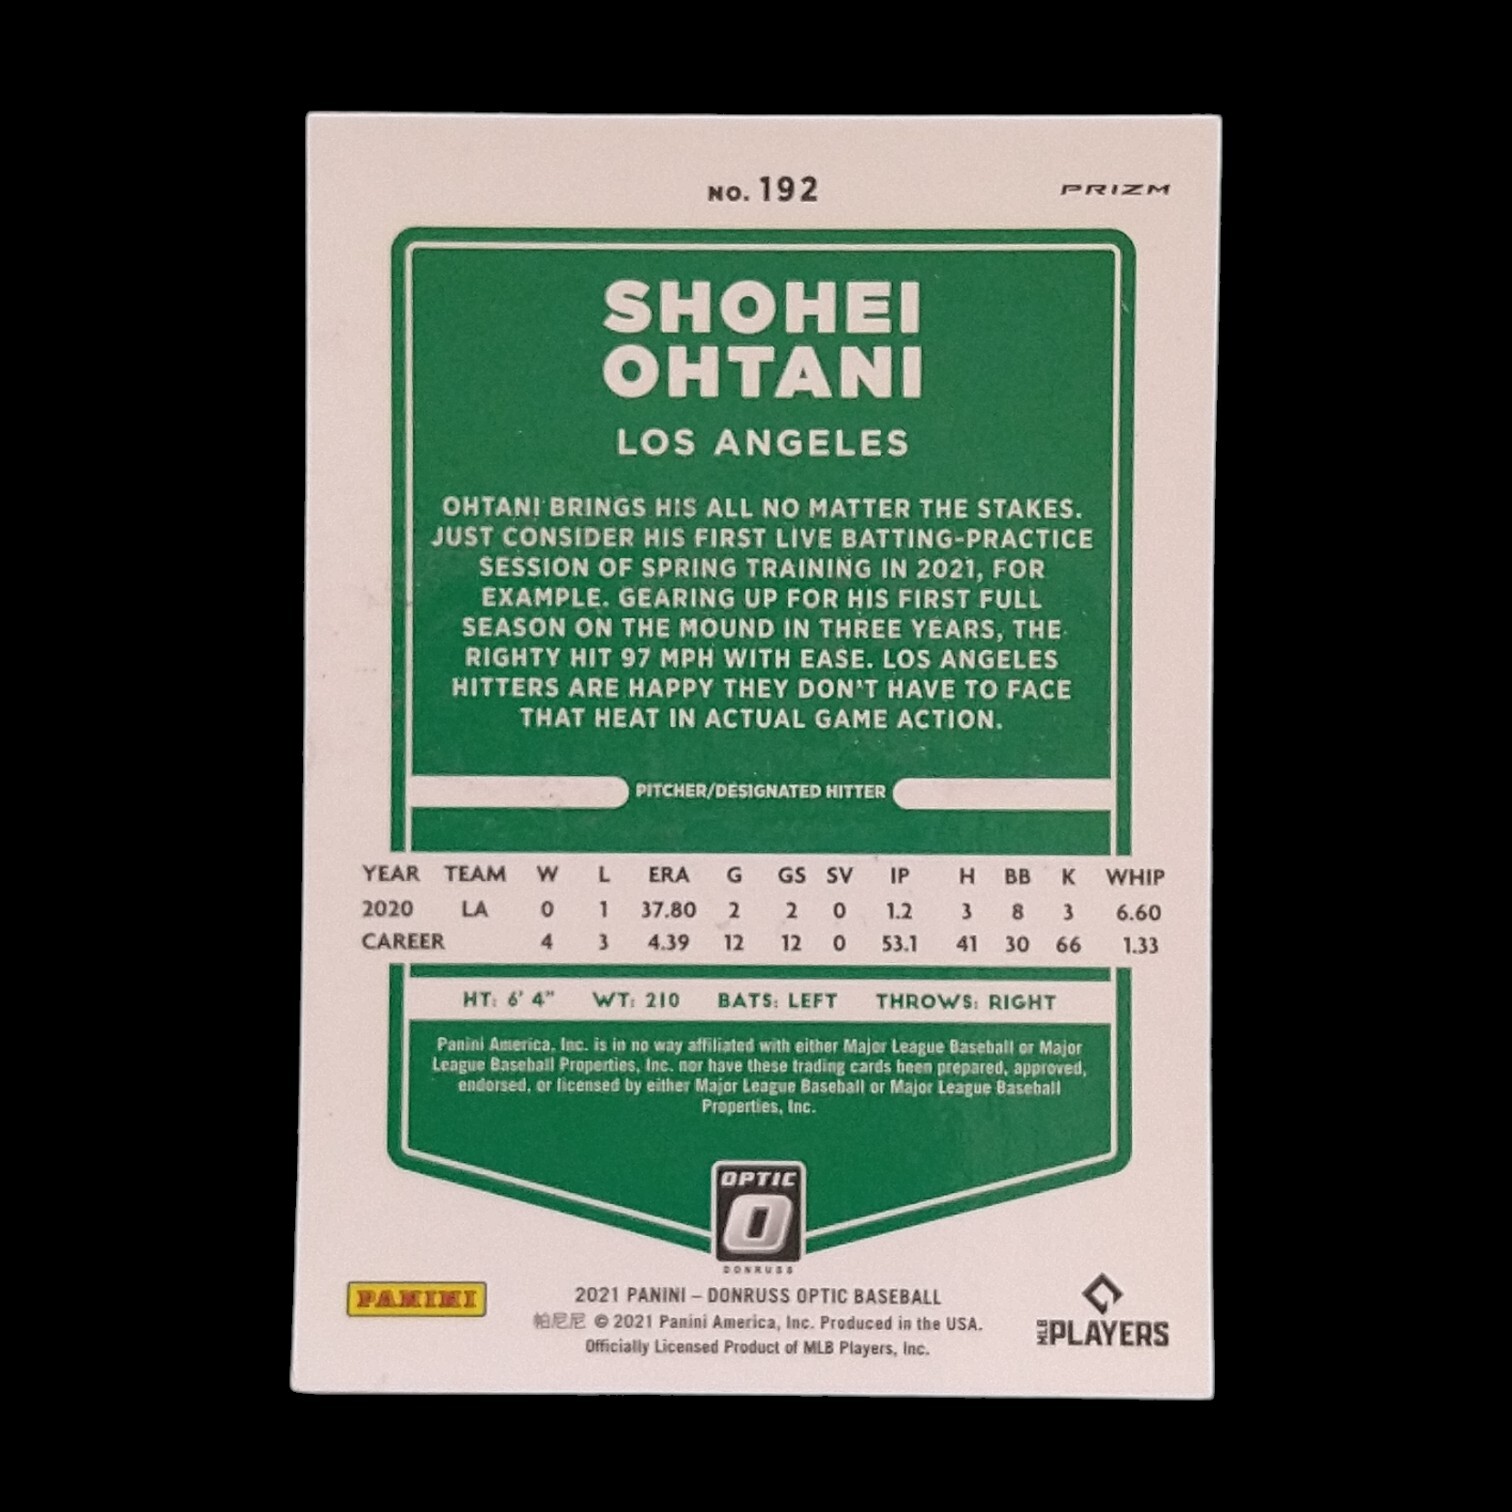 NO. 192
PRIZM
SHOHEI
OHTANI
LOS ANGELES
OHTANI BRINGS HIS ALL NO MATTER THE STAKES.
JUST CONSIDER HIS FIRST LIVE BATTING-PRACTICE
SESSION OF SPRING TRAINING IN 2021, FOR
EXAMPLE. GEARING UP FOR HIS FIRST FULL
SEASON ON THE MOUND IN THREE YEARS, THE
RIGHTY HIT 97 MPH WITH EASE. LOS ANGELES
HITTERS ARE HAPPY THEY DON'T HAVE TO FACE
THAT HEAT IN ACTUAL GAME ACTION.
PITCHER/DESIGNATED HITTER
YEAR TEAM W L ERA G GS SV IP H BB K WHIP
2020 LA 0 1 37.80 2 2 0 1.2 3 8 3 6.60
CAREER 4 3 4.39 12 12 0 53.1 41 30 66 1.33
HT: 6' 4" WT: 210 BATS: LEFT THROWS: RIGHT
Panini America, Inc. is in no way affiliated with either Major League Baseball or Major
League Baseball Properties, Inc. nor have these trading cards been prepared, approved,
endorsed, or licensed by either Major League Baseball or Major League Baseball
Properties, Inc.
OPTIC
O
DONRUSS
PANINI
2021 PANINI – DONRUSS OPTIC BASEBALL
帕尼尼 © 2021 Panini America, Inc. Produced in the USA.
Officially Licensed Product of MLB Players, Inc.
MLB PLAYERS